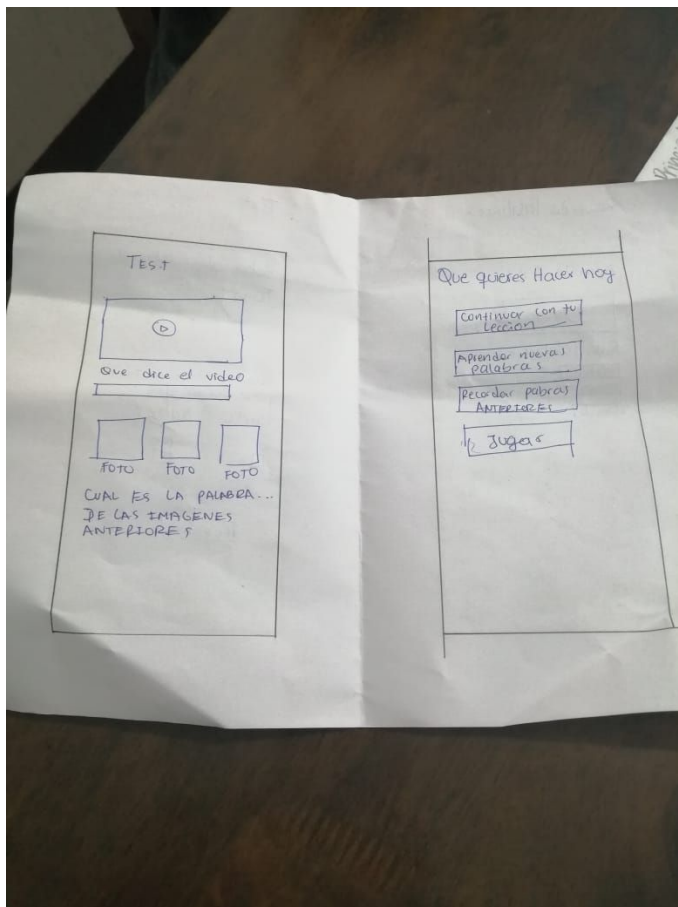 TEST
Que dice el video
FOTO FOTO FOTO
CUAL ES LA PALABRA...
DE LAS IMAGENES
ANTERIORES
Que quieres Hacer hoy
Continuar con tu
Leccion
Aprender nuevas
palabras
Recordar pabras
ANTERIORES
Jugar